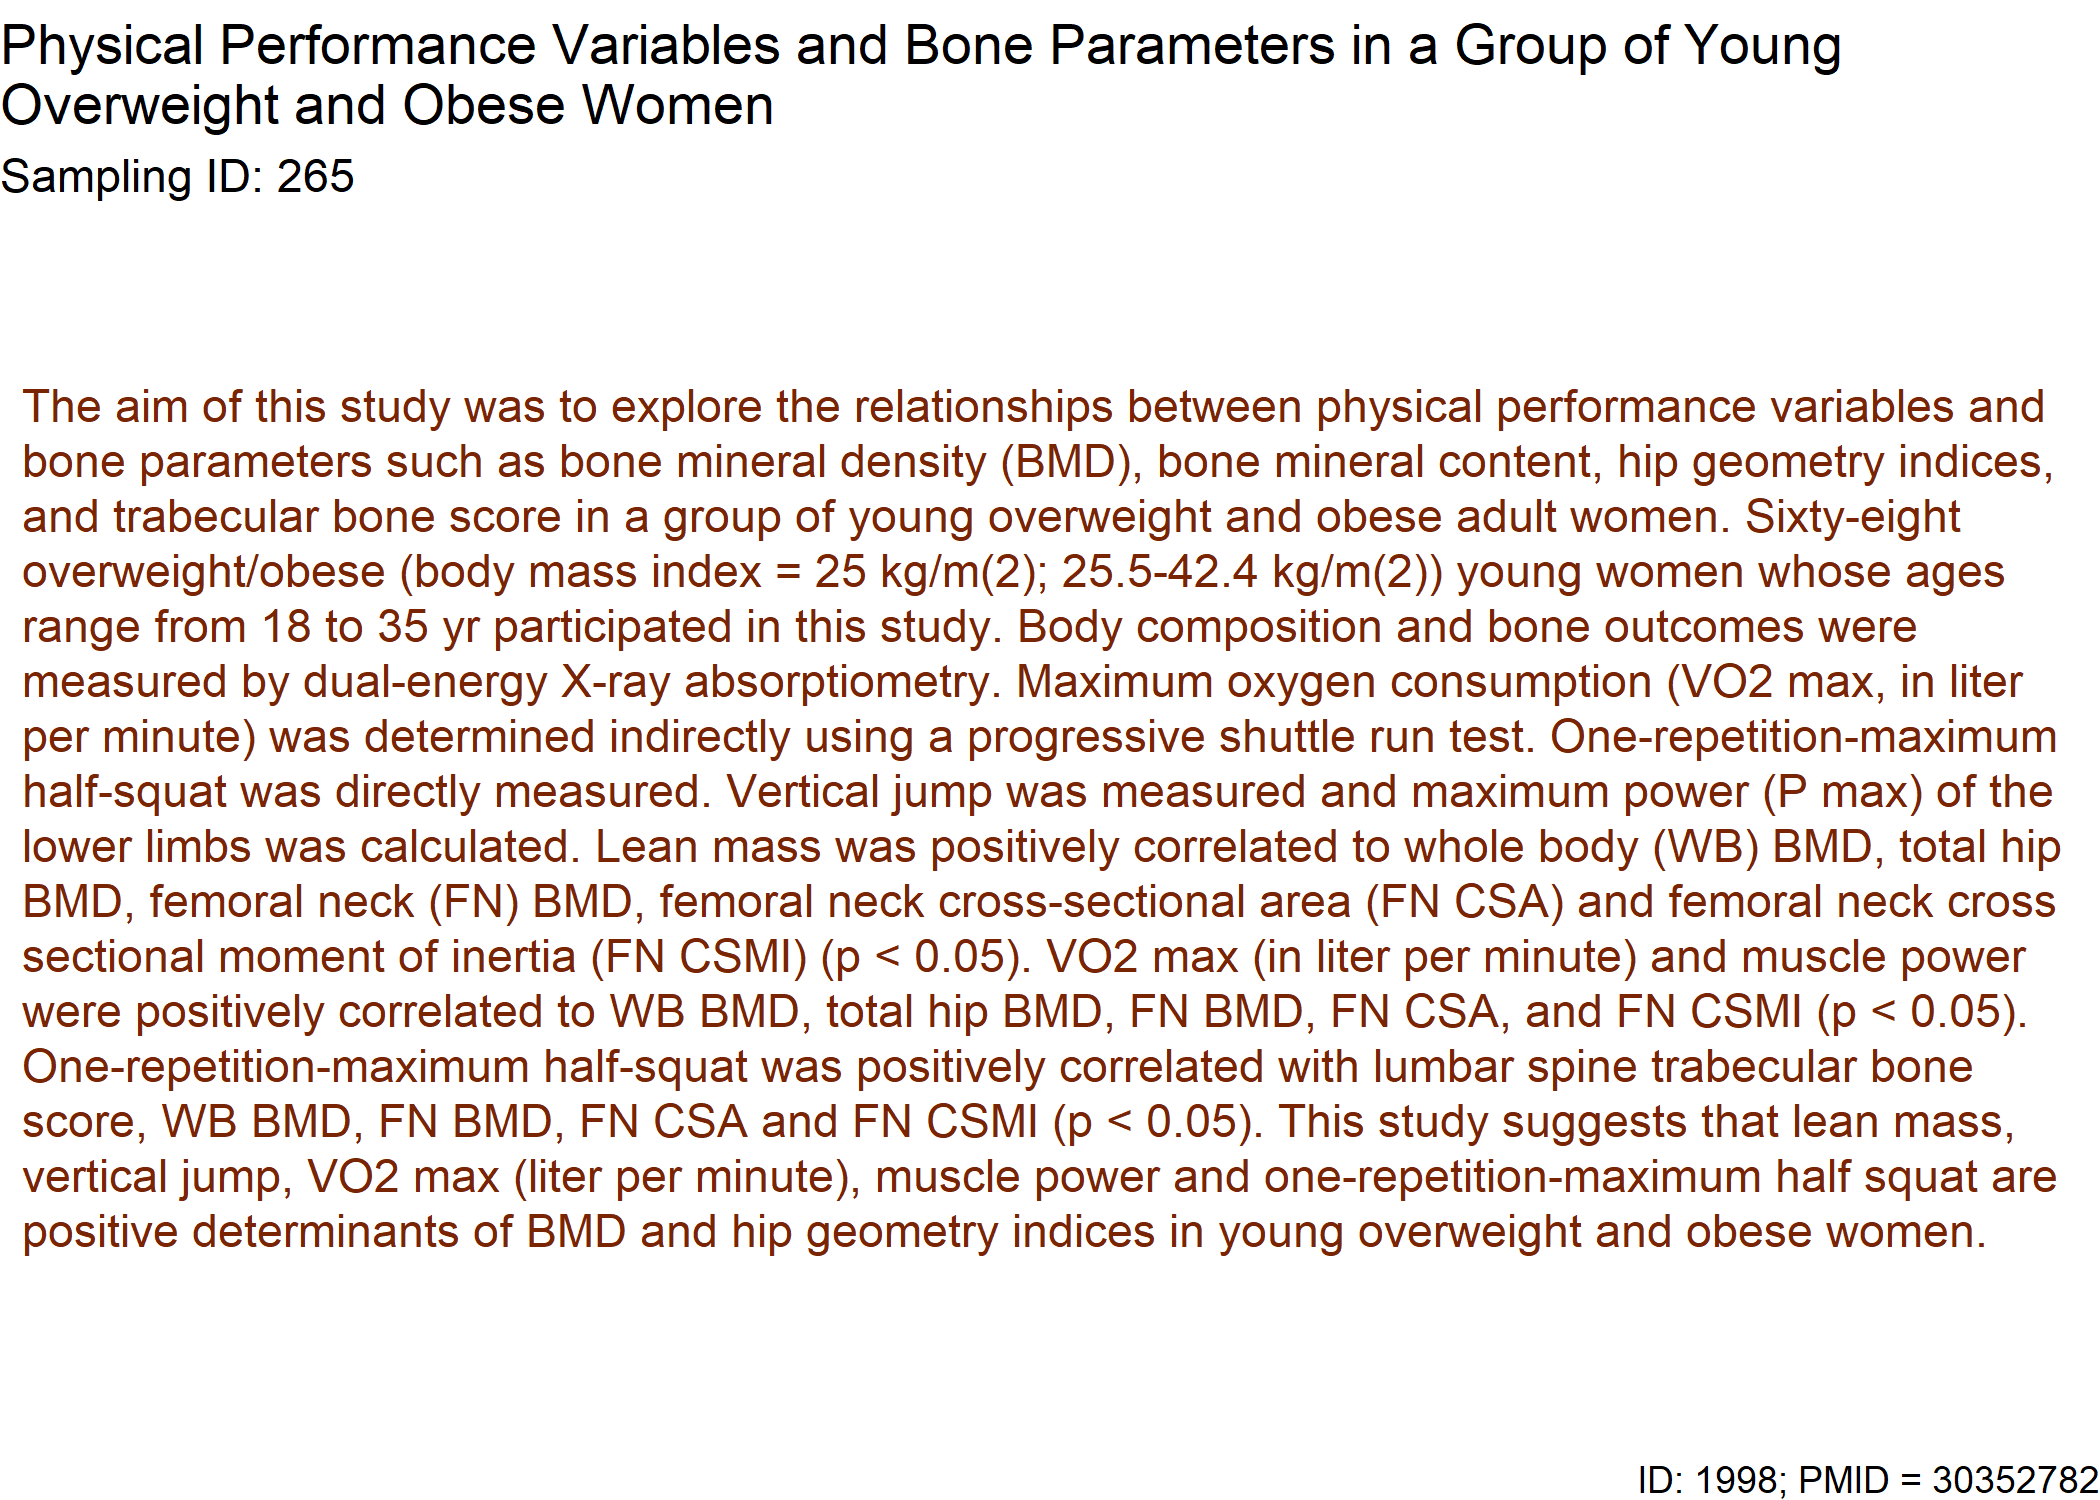 Physical Performance Variables and Bone Parameters in a Group of Young
Overweight and Obese Women
Sampling ID: 265
The aim of this study was to explore the relationships between physical performance variables and
bone parameters such as bone mineral density (BMD), bone mineral content, hip geometry indices,
and trabecular bone score in a group of young overweight and obese adult women. Sixty-eight
overweight/obese (body mass index = 25 kg/m(2); 25.5-42.4 kg/m(2)) young women whose ages
range from 18 to 35 yr participated in this study. Body composition and bone outcomes were
measured by dual-energy X-ray absorptiometry. Maximum oxygen consumption (VO2 max, in liter
per minute) was determined indirectly using a progressive shuttle run test. One-repetition-maximum
half-squat was directly measured. Vertical jump was measured and maximum power (P max) of the
lower limbs was calculated. Lean mass was positively correlated to whole body (WB) BMD, total hip
BMD, femoral neck (FN) BMD, femoral neck cross-sectional area (FN CSA) and femoral neck cross
sectional moment of inertia (FN CSMI) (p < 0.05). VO2 max (in liter per minute) and muscle power
were positively correlated to WB BMD, total hip BMD, FN BMD, FN CSA, and FN CSMI (p < 0.05).
One-repetition-maximum half-squat was positively correlated with lumbar spine trabecular bone
score, WB BMD, FN BMD, FN CSA and FN CSMI (p < 0.05). This study suggests that lean mass,
vertical jump, VO2 max (liter per minute), muscle power and one-repetition-maximum half squat are
positive determinants of BMD and hip geometry indices in young overweight and obese women.
ID: 1998; PMID = 30352782